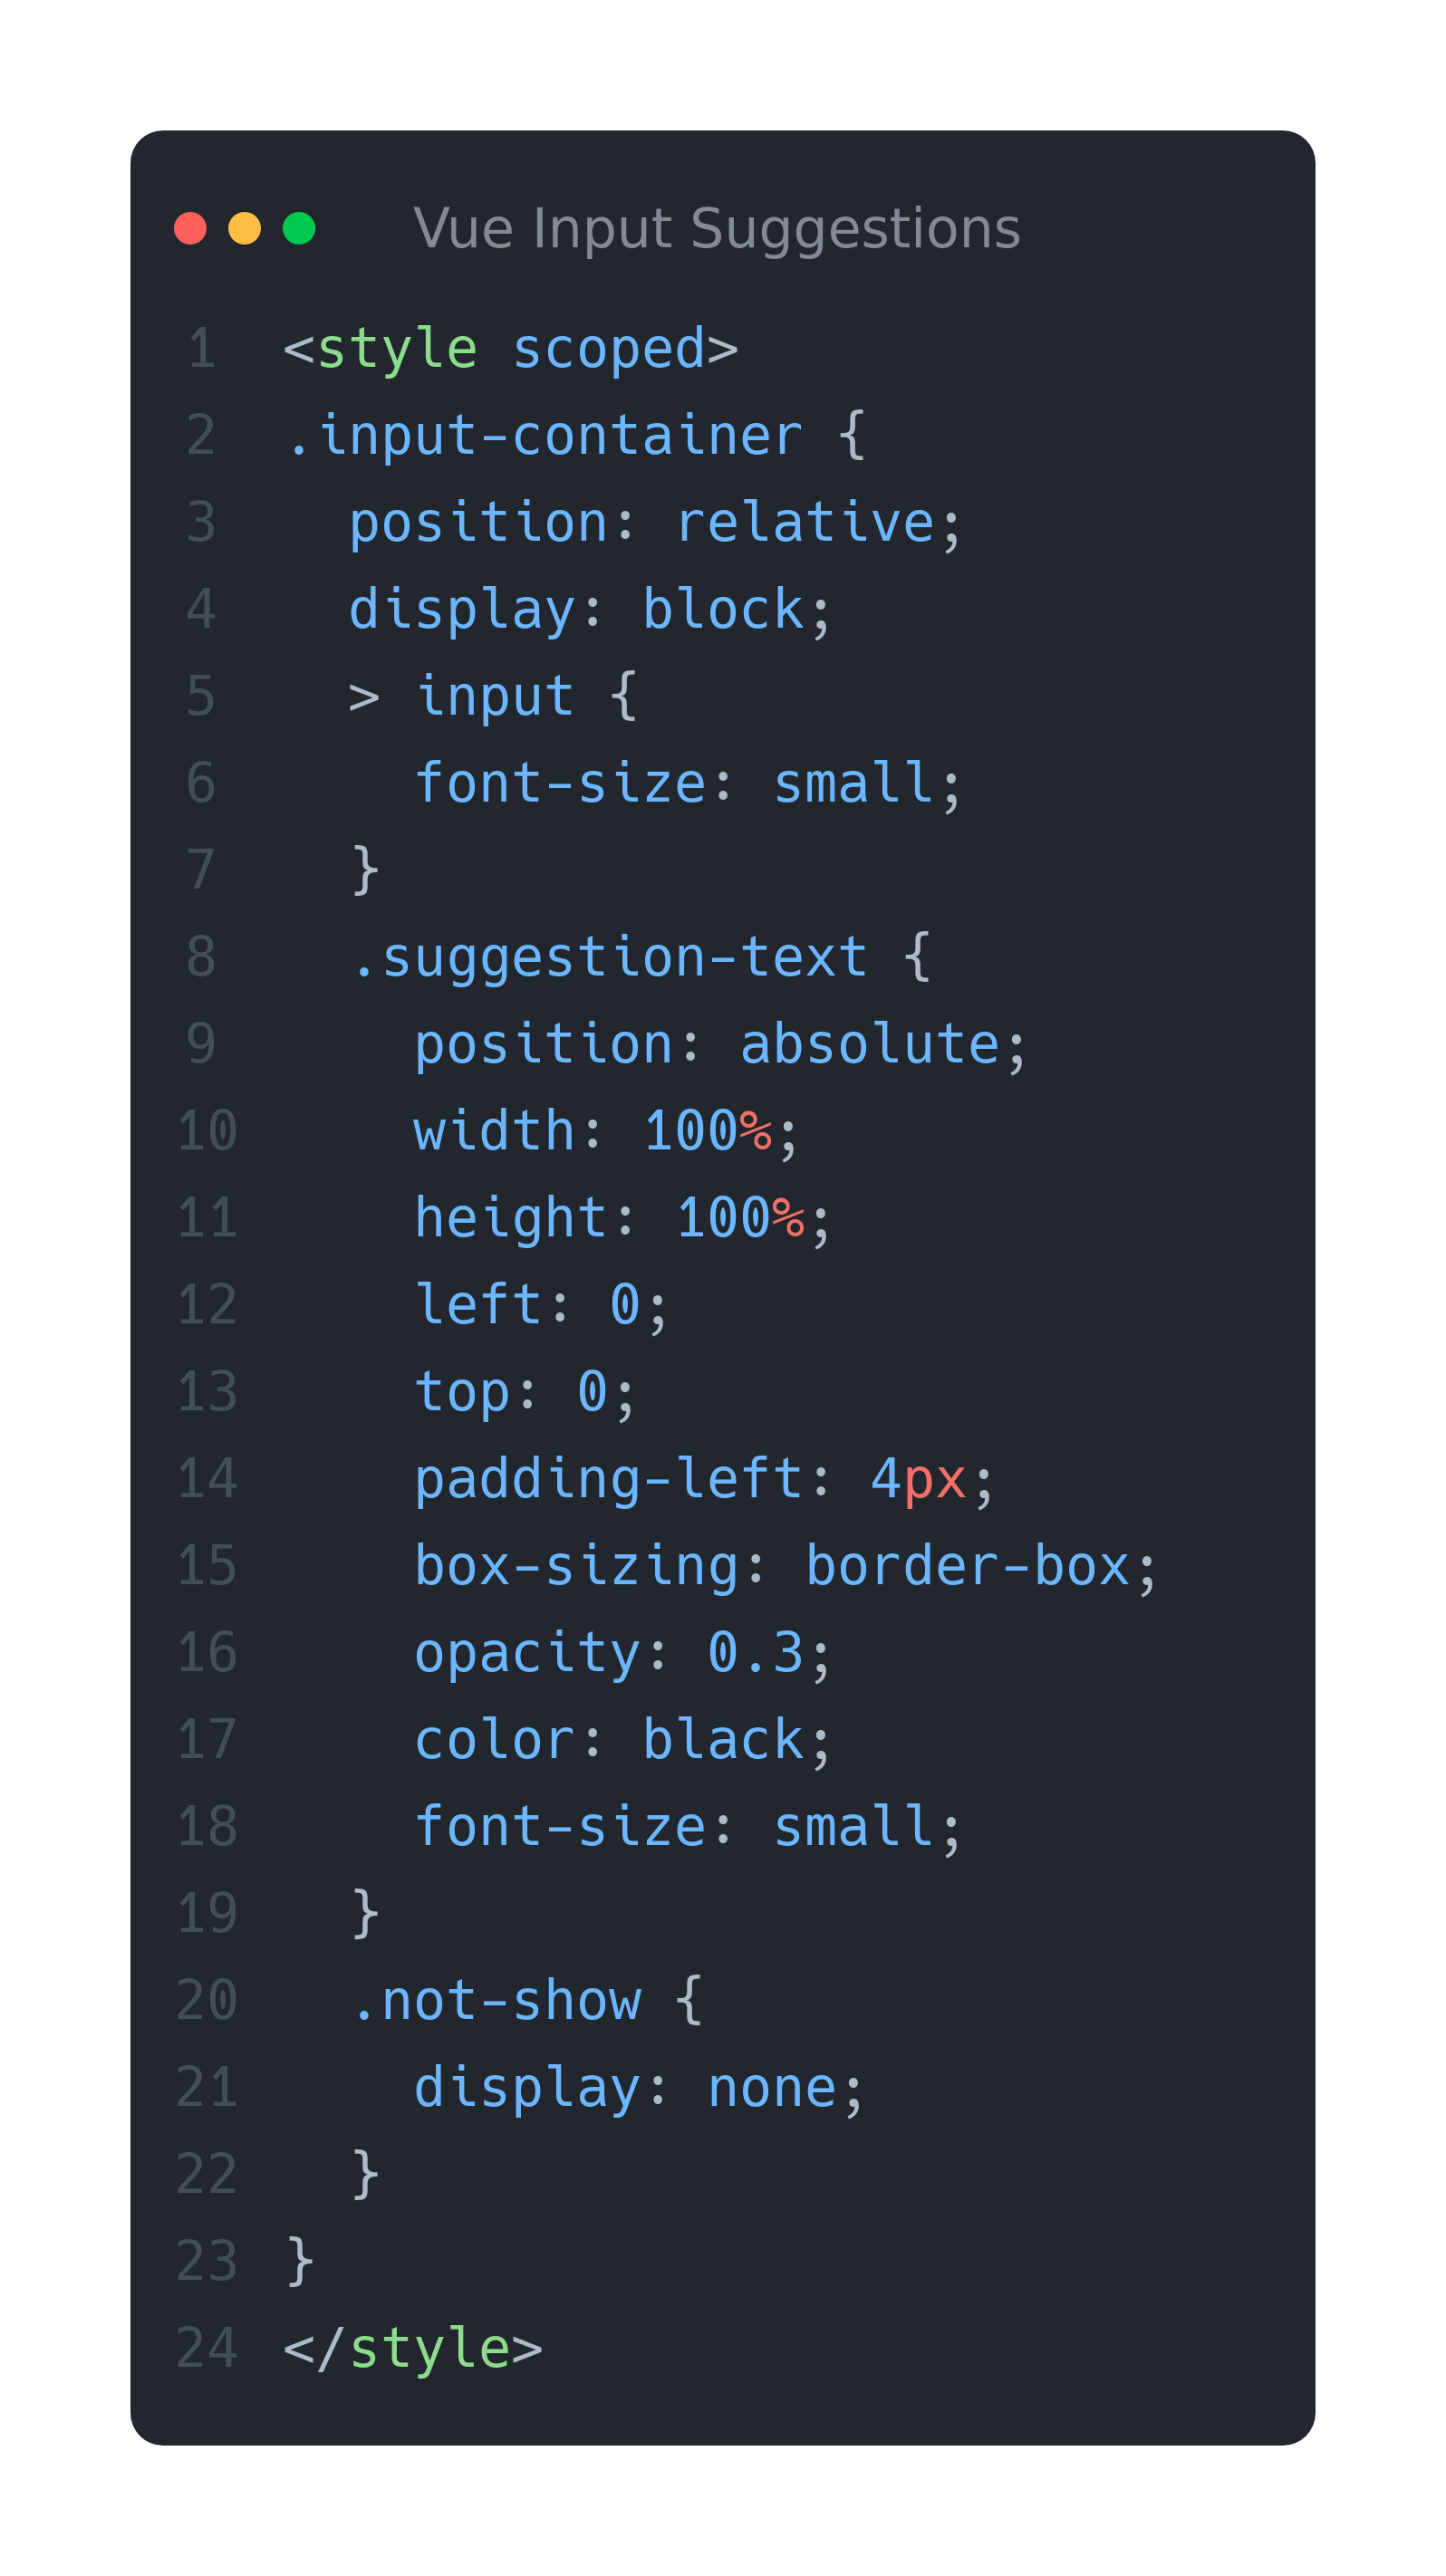 Vue Input Suggestions
1 <style scoped>
2 .input-container {
3   position: relative;
4   display: block;
5   > input {
6     font-size: small;
7   }
8   .suggestion-text {
9     position: absolute;
10     width: 100%;
11     height: 100%;
12     left: 0;
13     top: 0;
14     padding-left: 4px;
15     box-sizing: border-box;
16     opacity: 0.3;
17     color: black;
18     font-size: small;
19   }
20   .not-show {
21     display: none;
22   }
23 }
24 </style>